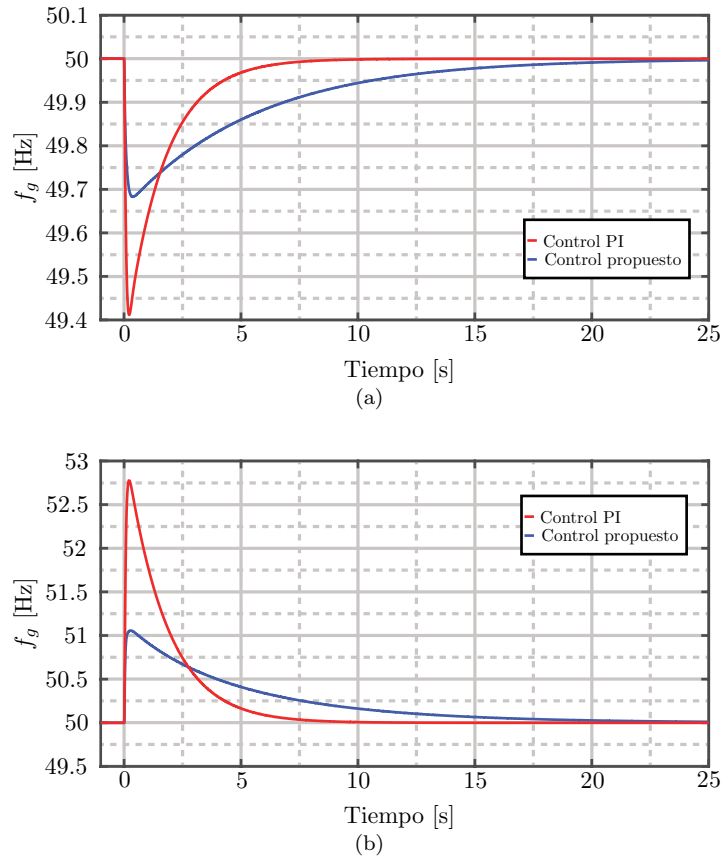 50.1
50
49.9
49.8
49.7
49.6
49.5
49.4
f_g [Hz]
Control PI
Control propuesto
0 5 10 15 20 25
Tiempo [s]
(a)
53
52.5
52
51.5
51
50.5
50
49.5
f_g [Hz]
Control PI
Control propuesto
0 5 10 15 20 25
Tiempo [s]
(b)